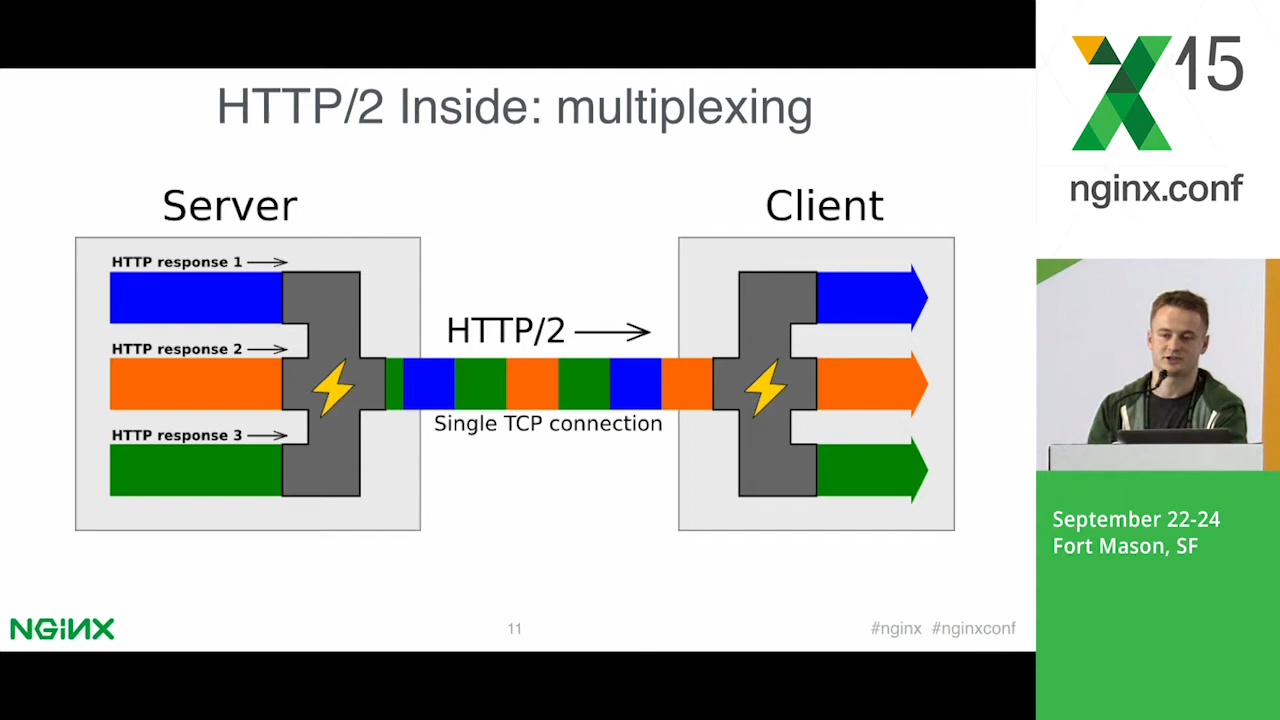 HTTP/2 Inside: multiplexing
Server
Client
HTTP response 1
HTTP response 2
HTTP response 3
HTTP/2
Single TCP connection
NGINX
11
#nginx #nginxconf
X15
nginx.conf
September 22-24
Fort Mason, SF